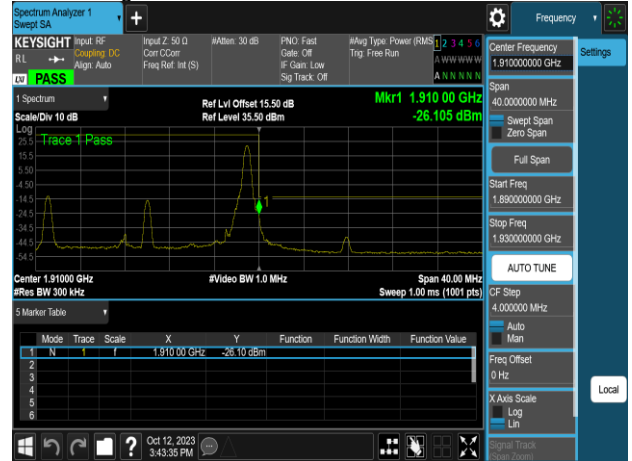 Spectrum Analyzer 1
Swept SA
Frequency
KEYSIGHT
RL
LXI PASS
Input: RF
Coupling: DC
Align: Auto
Input Z: 50 Ω
Corr CCorr
Freq Ref: Int (S)
#Atten: 30 dB
PNO: Fast
Gate: Off
IF Gain: Low
Sig Track: Off
#Avg Type: Power (RMS
Trig: Free Run
1 2 3 4 5 6
A W W W W W
A N N N N N
1 Spectrum
Scale/Div 10 dB
Ref Lvl Offset 15.50 dB
Ref Level 35.50 dBm
Mkr1 1.910 00 GHz
-26.105 dBm
Log
Trace 1 Pass
25.5
15.5
5.50
-4.50
-14.5
-24.5
-34.5
-44.5
-54.5
1
Center 1.91000 GHz
#Res BW 300 kHz
#Video BW 1.0 MHz
Span 40.00 MHz
Sweep 1.00 ms (1001 pts)
5 Marker Table
Mode Trace Scale X Y Function Function Width Function Value
1 N 1 f 1.910 00 GHz -26.10 dBm
2
3
4
5
6
Oct 12, 2023
3:43:35 PM
Center Frequency
1.910000000 GHz
Settings
Span
40.0000000 MHz
Swept Span
Zero Span
Full Span
Start Freq
1.890000000 GHz
Stop Freq
1.930000000 GHz
AUTO TUNE
CF Step
4.000000 MHz
Auto
Man
Freq Offset
0 Hz
X Axis Scale
Log
Lin
Local
Signal Track
(Span Zoom)